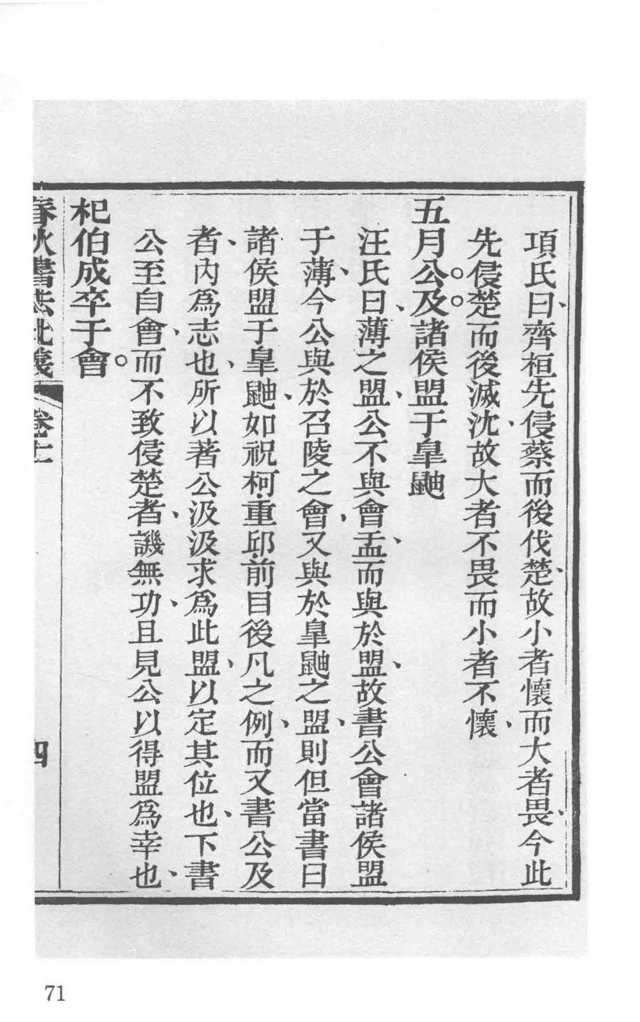 項氏曰齊桓先侵蔡而後伐楚故小者懷而大者畏今此
先侵楚而後滅沈故大者不畏而小者不懷
五月公及諸侯盟于皐鼬
汪氏曰薄之盟公不與會盂而與於盟故書公會諸侯盟
于薄今公與於召陵之會又與於皐鼬之盟則但當書曰
諸侯盟于皐鼬如祝柯重邱前目後凡之例而又書公及
者內爲志也所以著公汲汲求爲此盟以定其位也下書
公至自會而不致侵楚者譏無功且見公以得盟爲幸也
杞伯成卒于會
春秋書法比義 卷十二 四
71